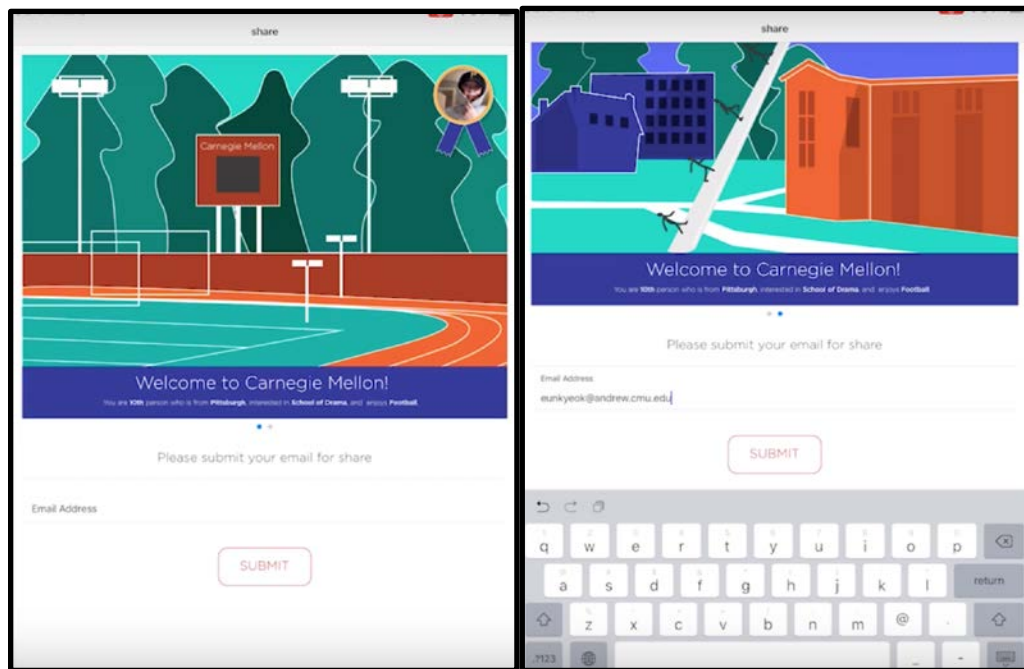 share
Carnegie Mellon
Welcome to Carnegie Mellon!
You are 10th person who is from Pittsburgh, interested in School of Drama, and enjoys Football.
Please submit your email for share
Email Address
SUBMIT
share
Welcome to Carnegie Mellon!
You are 10th person who is from Pittsburgh, interested in School of Drama, and enjoys Football
Please submit your email for share
Email Address
eunkyeok@andrew.cmu.edu
SUBMIT
q w e r t y u i o p
a s d f g h j k l return
z x c v b n m @ .
.?123 _ -